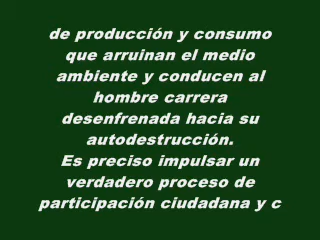 de producción y consumo
que arruinan el medio
ambiente y conducen al
hombre carrera
desenfrenada hacia su
autodestrucción.
Es preciso impulsar un
verdadero proceso de
participación ciudadana y c